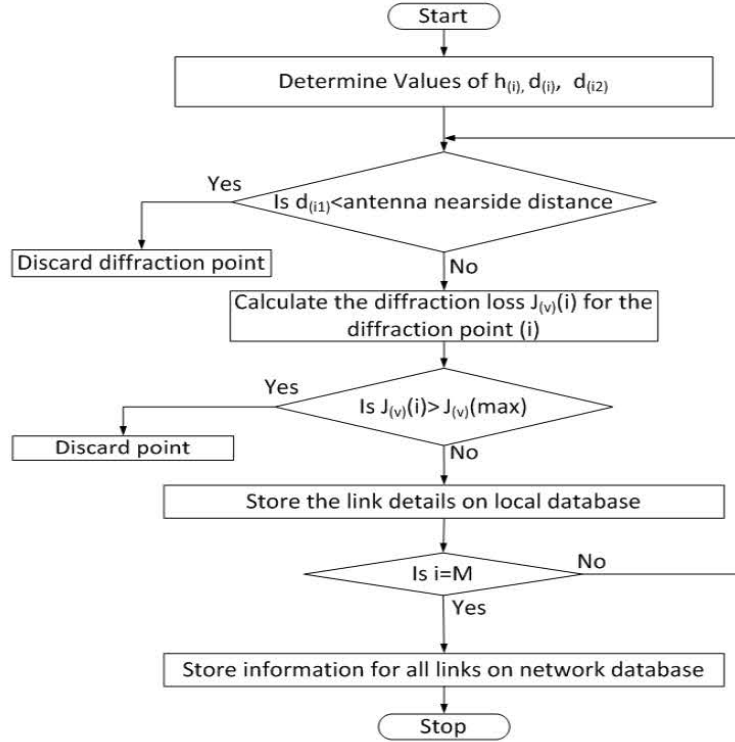 Start
Determine Values of h(i), d(i), d(i2)
Yes
Is d(i1)<antenna nearside distance
Discard diffraction point
No
Calculate the diffraction loss J(v)(i) for the
diffraction point (i)
Yes
Is J(v)(i)> J(v)(max)
Discard point
No
Store the link details on local database
Is i=M
No
Yes
Store information for all links on network database
Stop